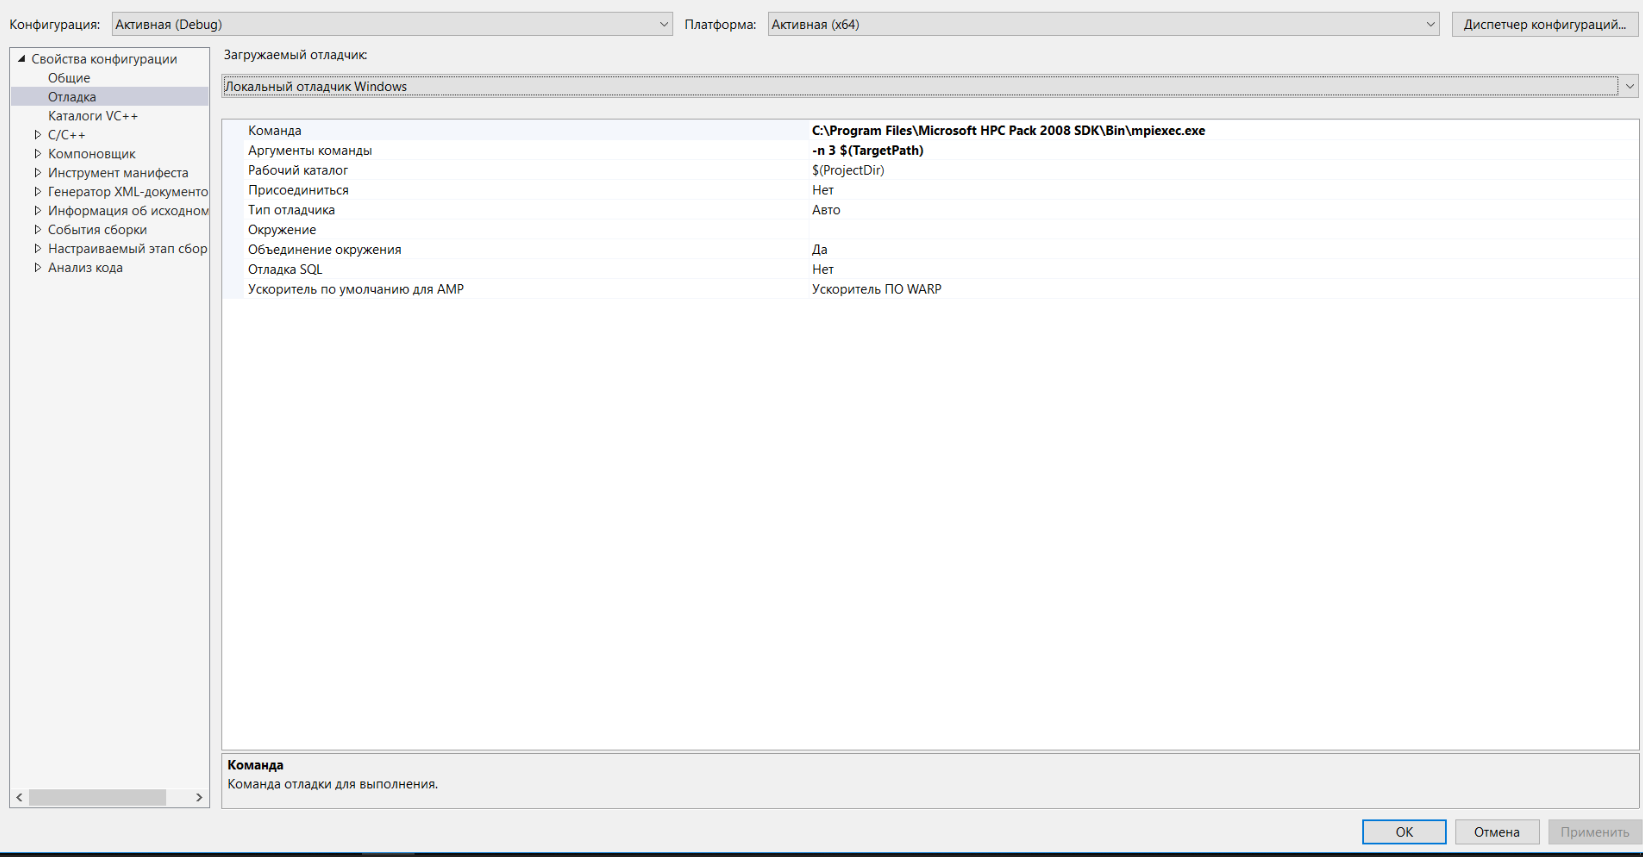 Конфигурация: Активная (Debug) Платформа: Активная (x64) Диспетчер конфигураций...
Свойства конфигурации
Общие
Отладка
Каталоги VC++
C/C++
Компоновщик
Инструмент манифеста
Генератор XML-документо
Информация об исходном
События сборки
Настраиваемый этап сбор
Анализ кода
Загружаемый отладчик:
Локальный отладчик Windows
Команда C:\Program Files\Microsoft HPC Pack 2008 SDK\Bin\mpiexec.exe
Аргументы команды -n 3 $(TargetPath)
Рабочий каталог $(ProjectDir)
Присоединиться Нет
Тип отладчика Авто
Окружение
Объединение окружения Да
Отладка SQL Нет
Ускоритель по умолчанию для AMP Ускоритель ПО WARP
Команда
Команда отладки для выполнения.
ОК Отмена Применить